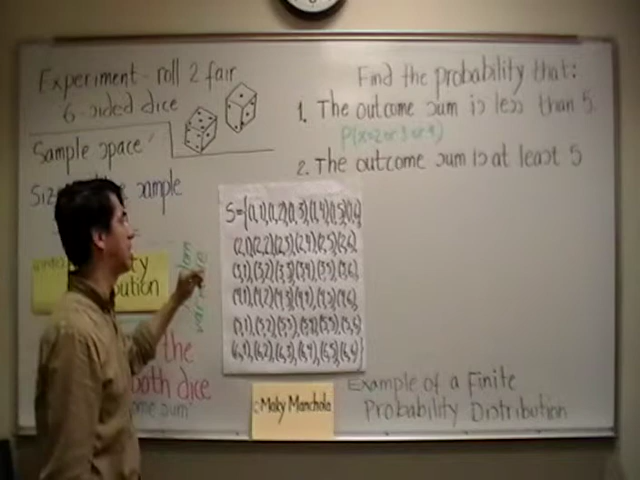 Experiment - roll 2 fair
6-sided dice
Sample space
sample
the
both dice
Find the probability that:
1. The outcome sum is less than 5.
P(x=2 or 3 or 4)
2. The outcome sum is at least 5
S={(1,1),(1,2),(1,3),(1,4),(1,5),(1,6)
(2,1),(2,2),(2,3),(2,4),(2,5),(2,6),
(3,1),(3,2),(3,3),(3,4),(3,5),(3,6),
(4,1),(4,2),(4,3),(4,4),(4,5),(4,6),
(5,1),(5,2),(5,3),(5,4),(5,5),(5,6)
(6,1),(6,2),(6,3),(6,4),(6,5),(6,6)}
©Moky Manchola
Example of a Finite
Probability Distribution